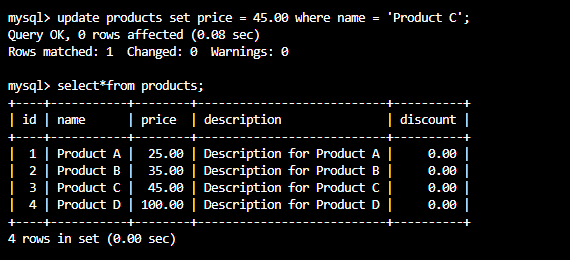 mysql> update products set price = 45.00 where name = 'Product C';
Query OK, 0 rows affected (0.08 sec)
Rows matched: 1  Changed: 0  Warnings: 0

mysql> select*from products;
+----+-----------+--------+---------------------------+----------+
| id | name      | price  | description               | discount |
+----+-----------+--------+---------------------------+----------+
|  1 | Product A |  25.00 | Description for Product A |     0.00 |
|  2 | Product B |  35.00 | Description for Product B |     0.00 |
|  3 | Product C |  45.00 | Description for Product C |     0.00 |
|  4 | Product D | 100.00 | Description for Product D |     0.00 |
+----+-----------+--------+---------------------------+----------+
4 rows in set (0.00 sec)